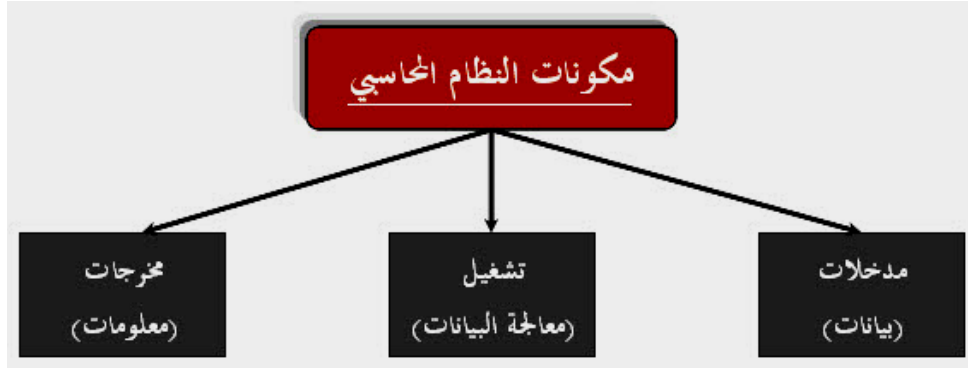 مكونات النظام المحاسبي
مدخلات
(بيانات)
تشغيل
(معالجة البيانات)
مخرجات
(معلومات)